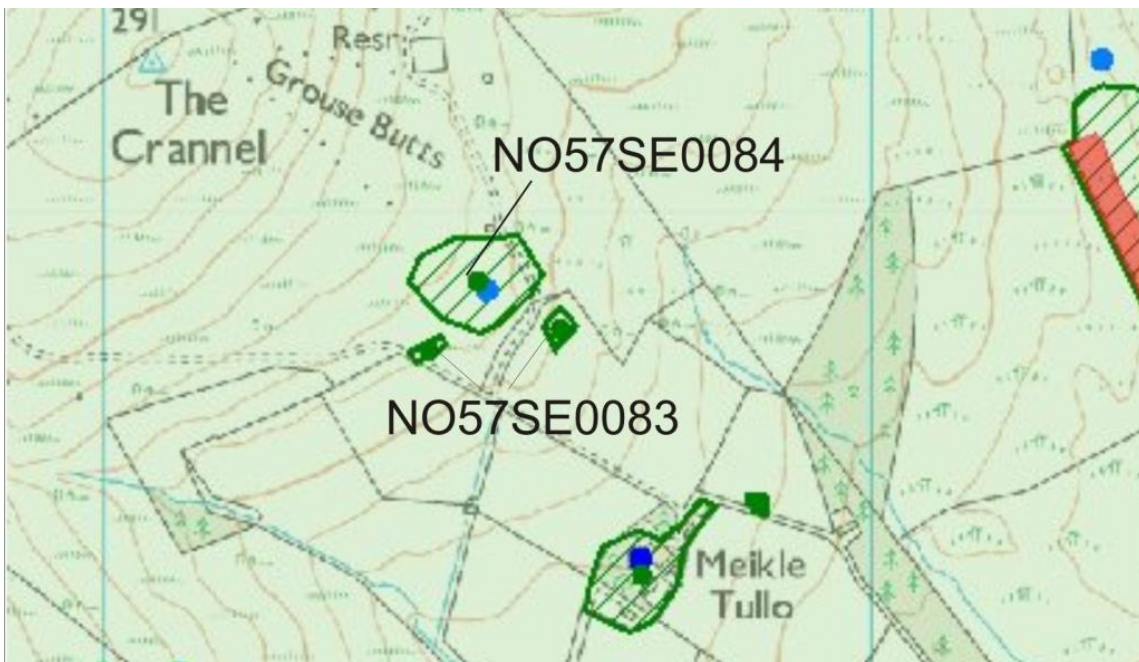 291
Resr
The
Crannel
Grouse Butts
NO57SE0084
NO57SE0083
Meikle
Tullo